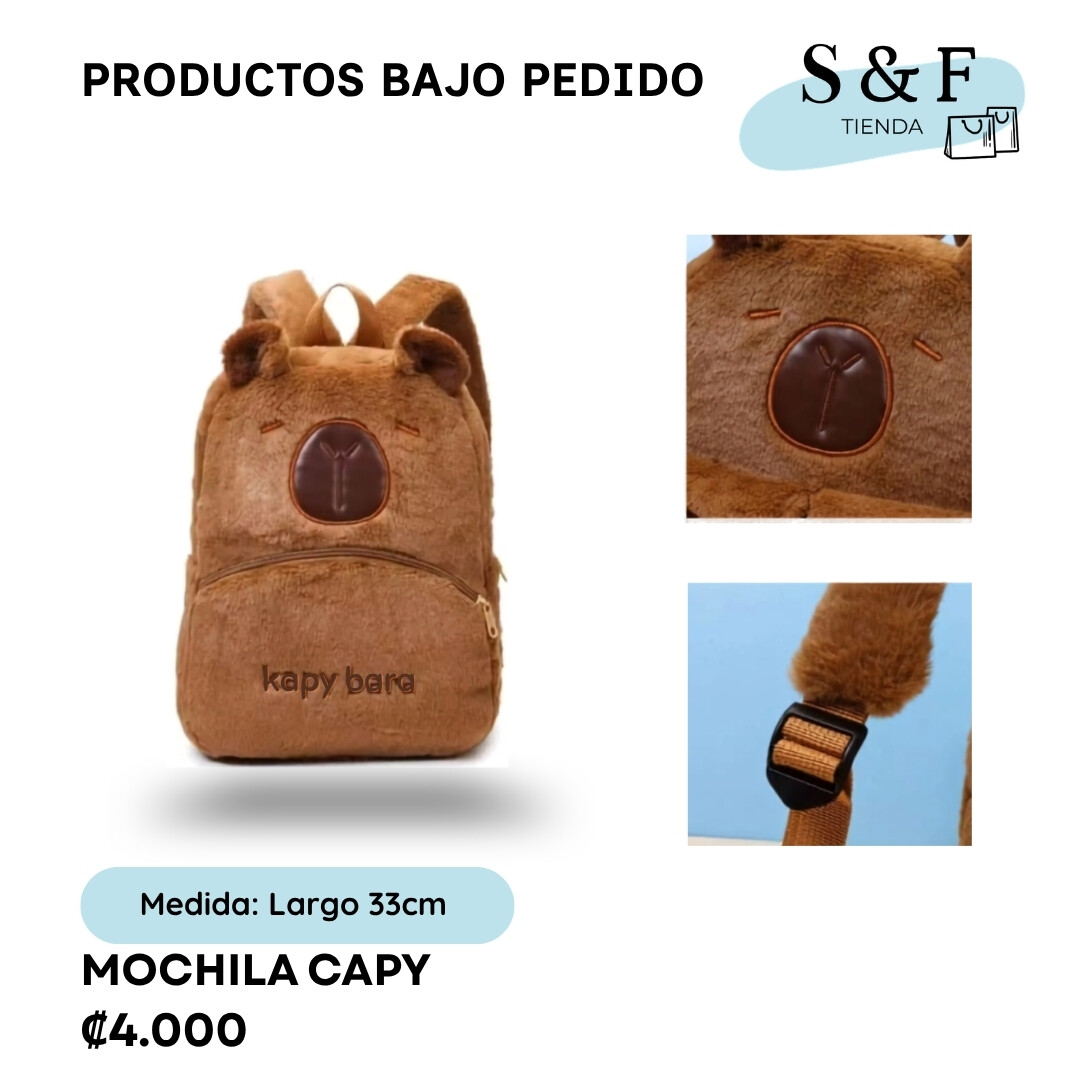 PRODUCTOS BAJO PEDIDO
S & F
TIENDA
kapy bara
Medida: Largo 33cm
MOCHILA CAPY
₡4.000